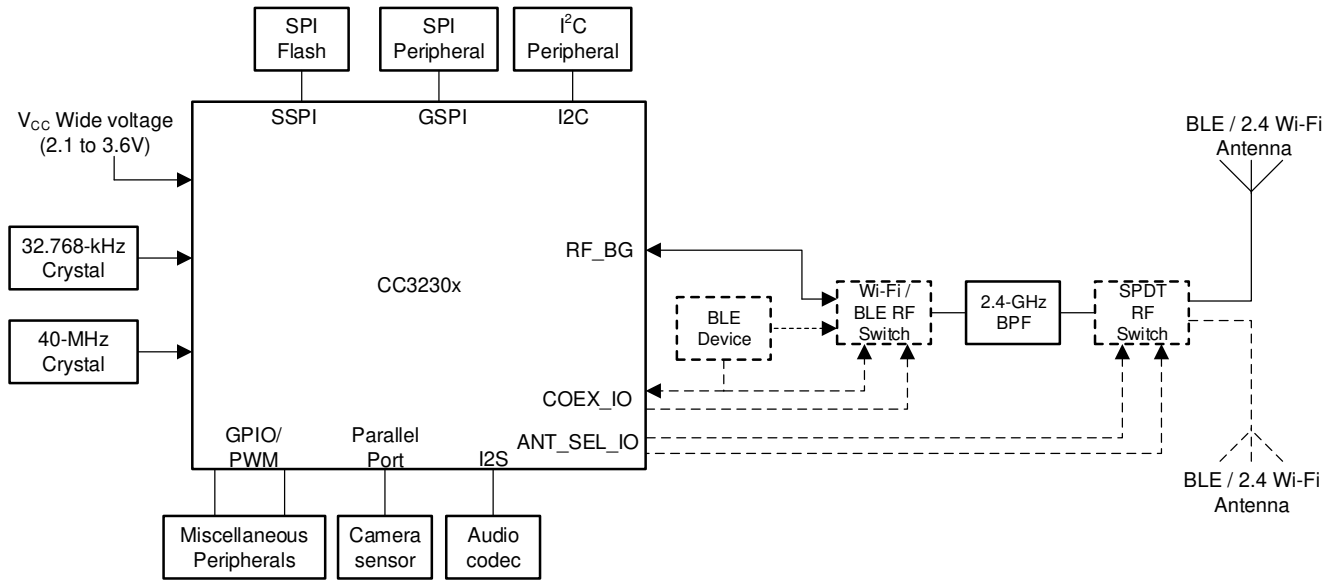 SPI
Flash
SPI
Peripheral
I²C
Peripheral
SSPI
GSPI
I2C
V_CC Wide voltage
(2.1 to 3.6V)
BLE / 2.4 Wi-Fi
Antenna
32.768-kHz
Crystal
RF_BG
CC3230x
40-MHz
Crystal
BLE
Device
Wi-Fi /
BLE RF
Switch
2.4-GHz
BPF
SPDT
RF
Switch
COEX_IO
ANT_SEL_IO
GPIO/
PWM
Parallel
Port
I2S
BLE / 2.4 Wi-Fi
Antenna
Miscellaneous
Peripherals
Camera
sensor
Audio
codec